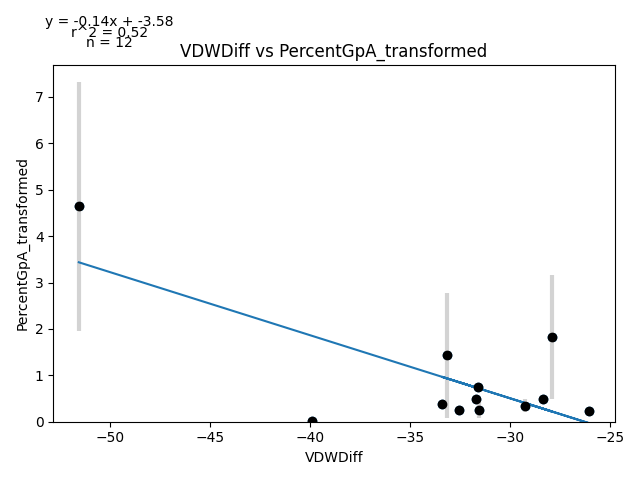 y = -0.14x + -3.58
r^2 = 0.52
n = 12
VDWDiff vs PercentGpA_transformed
PercentGpA_transformed
7
6
5
4
3
2
1
0
−50
−45
−40
−35
−30
−25
VDWDiff